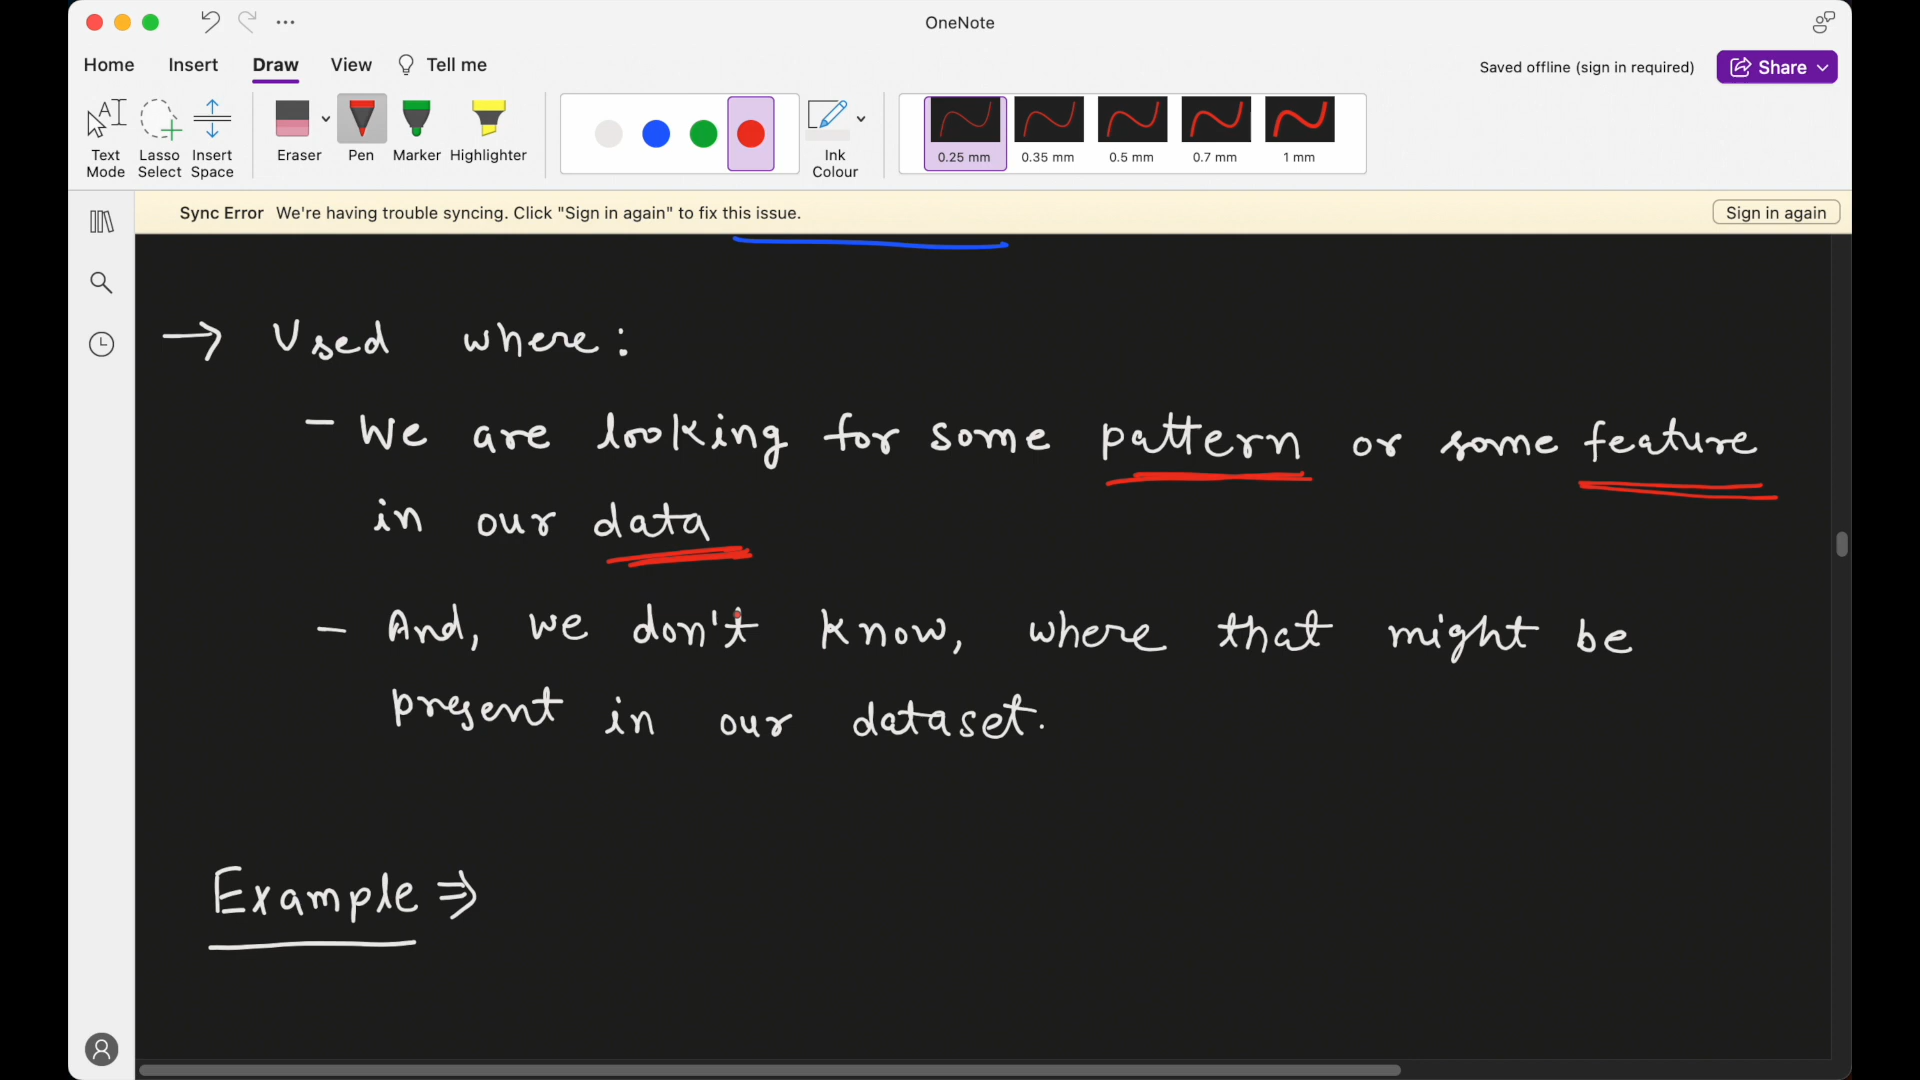 OneNote
Home Insert Draw View Tell me
Saved offline (sign in required) Share
Text Mode
Lasso Select
Insert Space
Eraser
Pen
Marker
Highlighter
Ink Colour
0.25 mm
0.35 mm
0.5 mm
0.7 mm
1 mm
Sync Error We're having trouble syncing. Click "Sign in again" to fix this issue. Sign in again
→ Used where:
- We are looking for some pattern or some feature
in our data
- And, we don't know, where that might be
present in our dataset.
Example ⇒